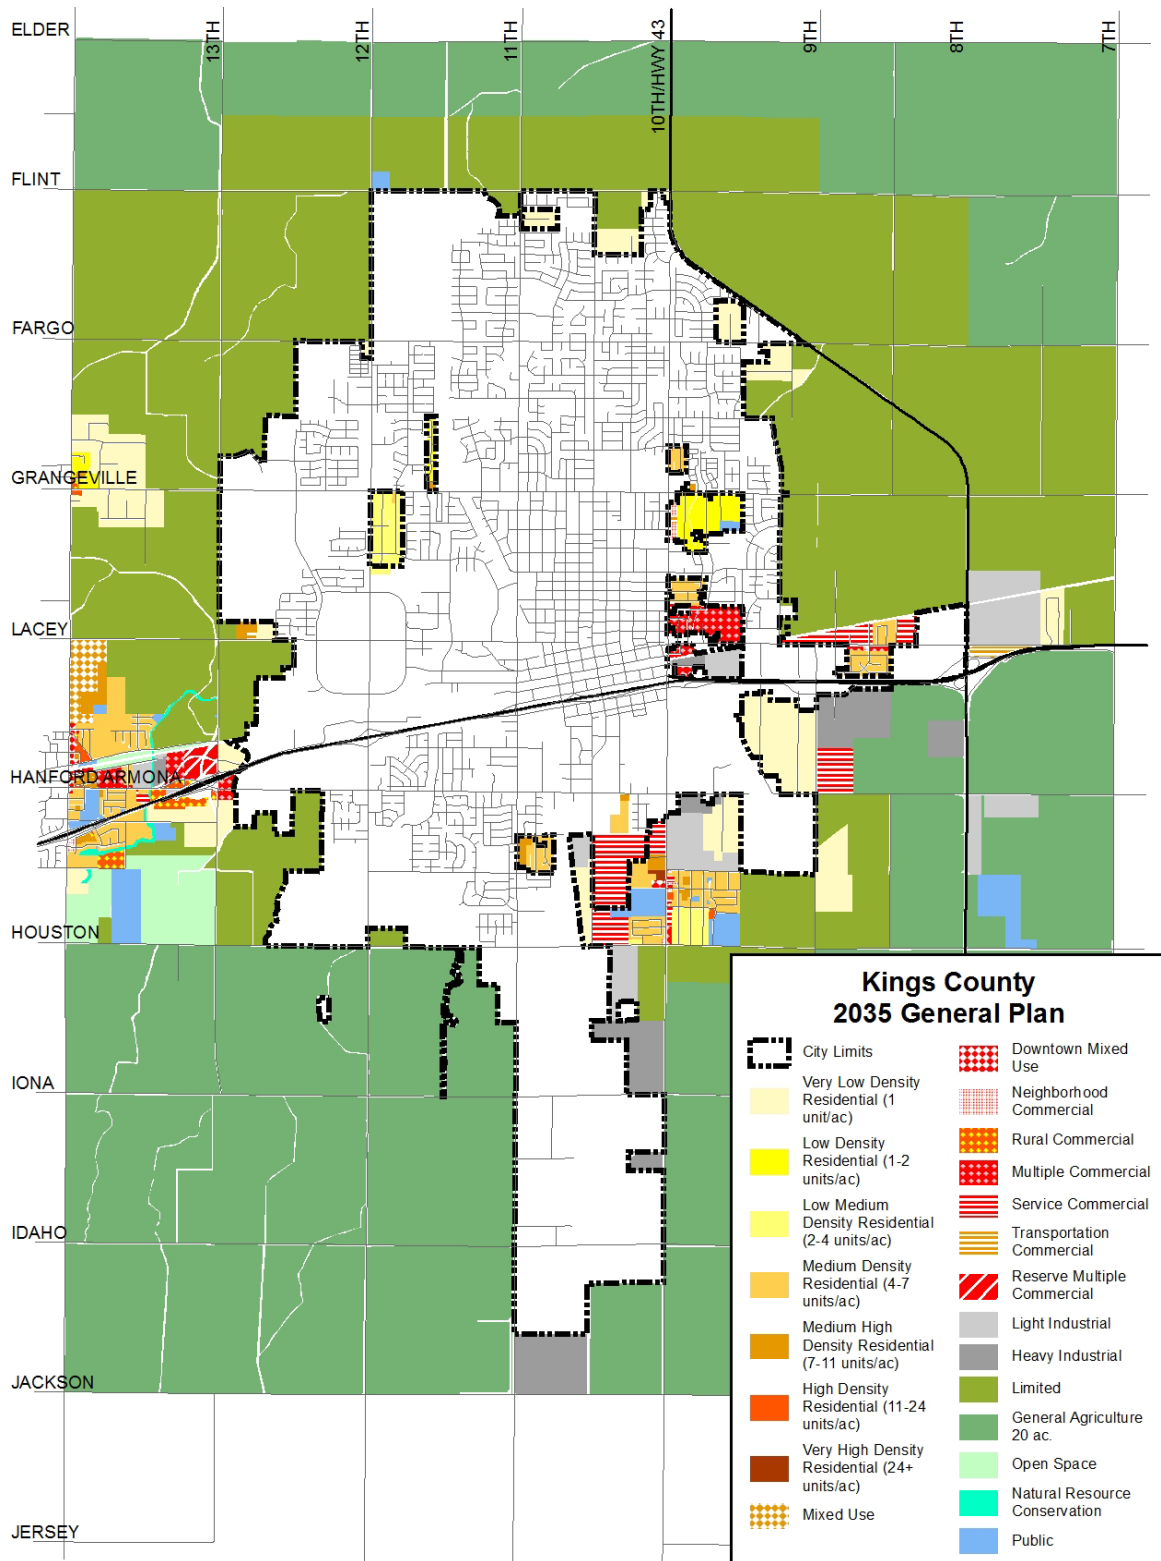 ELDER
13TH
12TH
11TH
10TH/HWY 43
9TH
8TH
7TH
FLINT
FARGO
GRANGEVILLE
LACEY
HANFORD ARMONA
HOUSTON
IONA
IDAHO
JACKSON
JERSEY
Kings County
2035 General Plan
City Limits
Very Low Density
Residential (1
unit/ac)
Low Density
Residential (1-2
units/ac)
Low Medium
Density Residential
(2-4 units/ac)
Medium Density
Residential (4-7
units/ac)
Medium High
Density Residential
(7-11 units/ac)
High Density
Residential (11-24
units/ac)
Very High Density
Residential (24+
units/ac)
Mixed Use
Downtown Mixed
Use
Neighborhood
Commercial
Rural Commercial
Multiple Commercial
Service Commercial
Transportation
Commercial
Reserve Multiple
Commercial
Light Industrial
Heavy Industrial
Limited
General Agriculture
20 ac.
Open Space
Natural Resource
Conservation
Public